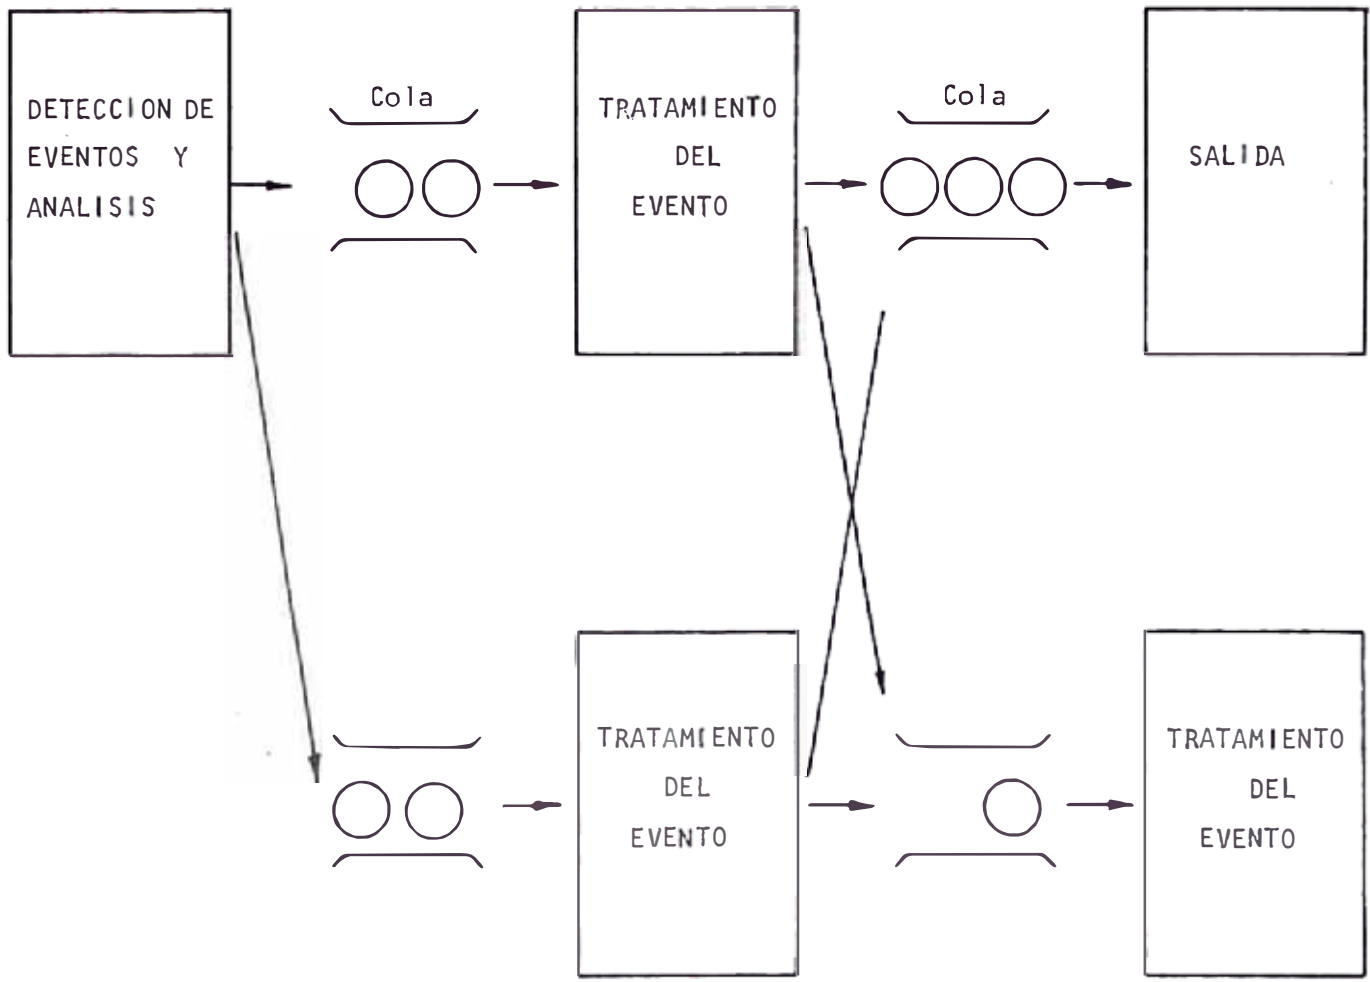 DETECCION DE
EVENTOS Y
ANALISIS
Cola
TRATAMIENTO
DEL
EVENTO
Cola
SALIDA
TRATAMIENTO
DEL
EVENTO
TRATAMIENTO
DEL
EVENTO